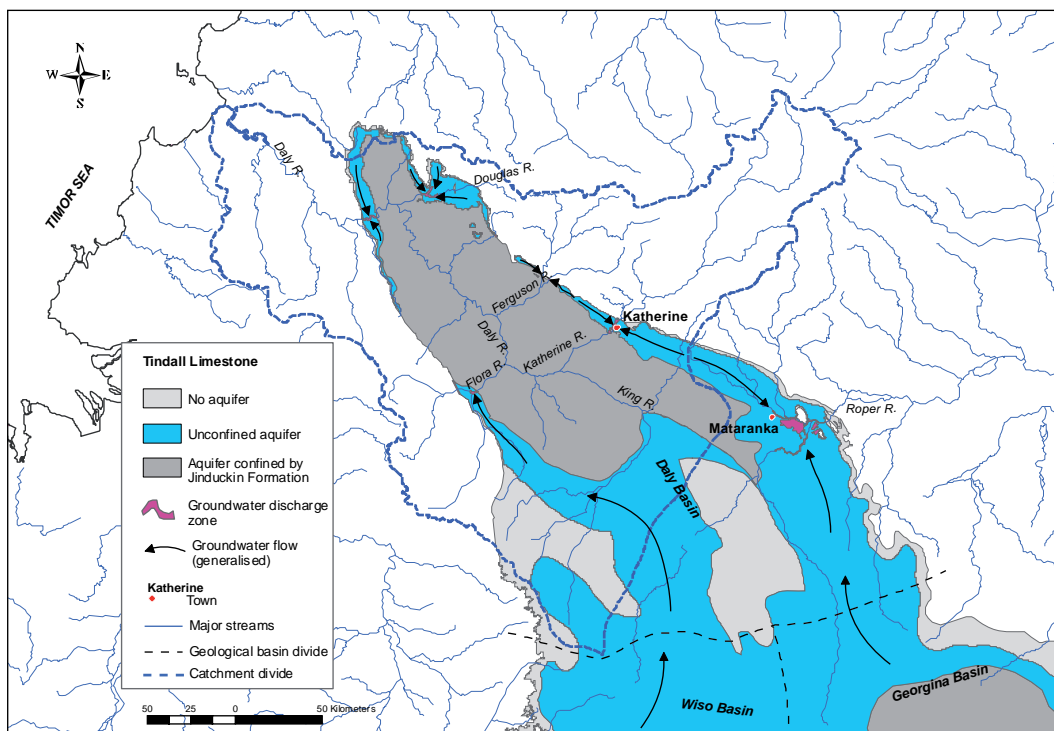 N
W E
S
TIMOR SEA
Daly R.
Douglas R.
Ferguson R.
Katherine
Daly R.
Katherine R.
Flora R.
King R.
Roper R.
Mataranka
Daly Basin
Georgina Basin
Wiso Basin
Tindall Limestone
No aquifer
Unconfined aquifer
Aquifer confined by
Jinduckin Formation
Groundwater discharge
zone
Groundwater flow
(generalised)
Katherine
Town
Major streams
Geological basin divide
Catchment divide
50 25 0 50 Kilometers